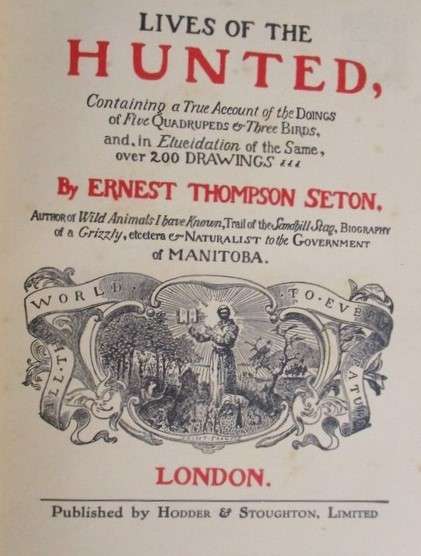 LIVES OF THE
HUNTED,
Containing a True Account of the DOINGS
of Five QUADRUPEDS & Three BIRDS,
and, in Elucidation of the Same,
over 200 DRAWINGS
By ERNEST THOMPSON SETON,
AUTHOR of Wild Animals I have Known, Trail of the Sandhill Stag, BIOGRAPHY
of a Grizzly, etcetera & NATURALIST to the GOVERNMENT
of MANITOBA.
WORLD · TO · EVERY
LONDON.
Published by HODDER & STOUGHTON, LIMITED